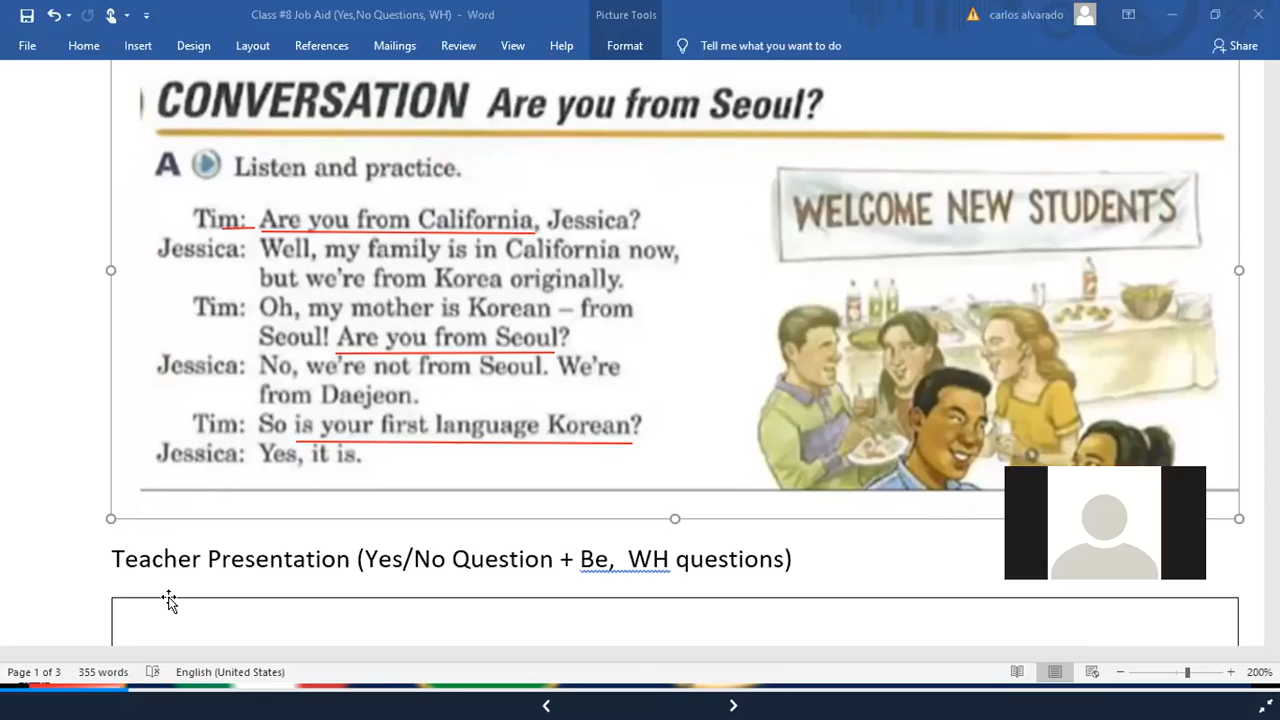 Class #8 Job Aid (Yes,No Questions, WH) - Word
Picture Tools
carlos alvarado
File Home Insert Design Layout References Mailings Review View Help Format Tell me what you want to do Share
CONVERSATION Are you from Seoul?
A Listen and practice.
Tim: Are you from California, Jessica?
Jessica: Well, my family is in California now,
but we're from Korea originally.
Tim: Oh, my mother is Korean – from
Seoul! Are you from Seoul?
Jessica: No, we're not from Seoul. We're
from Daejeon.
Tim: So is your first language Korean?
Jessica: Yes, it is.
WELCOME NEW STUDENTS
Teacher Presentation (Yes/No Question + Be, WH questions)
Page 1 of 3 355 words English (United States) 200%